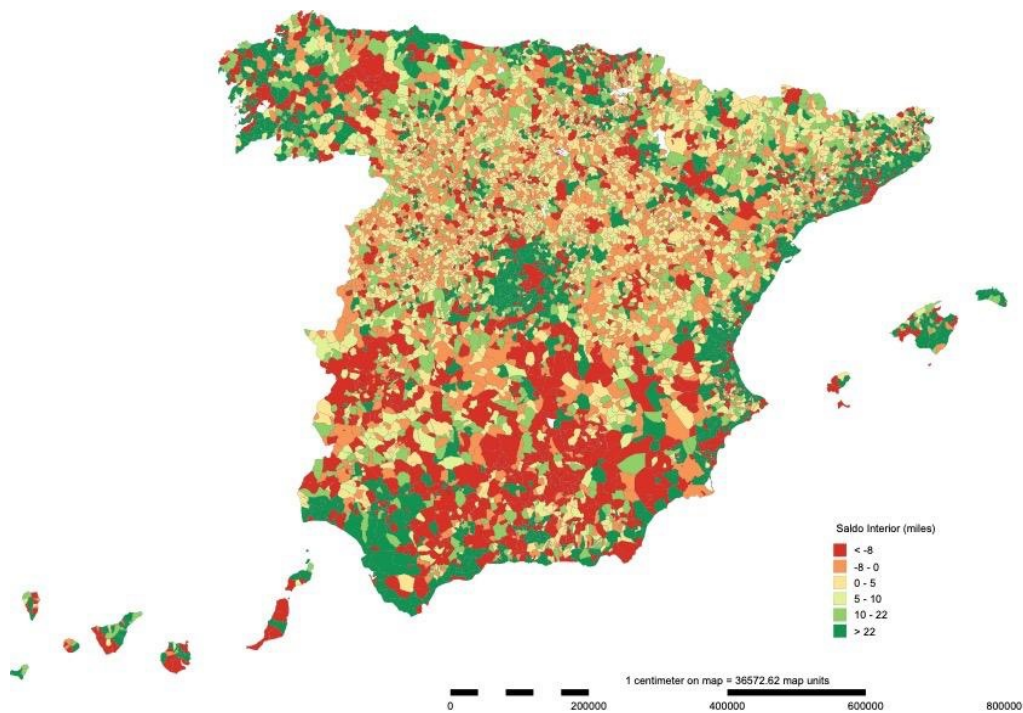 Saldo Interior (miles)
< -8
-8 - 0
0 - 5
5 - 10
10 - 22
> 22
1 centimeter on map = 36572.62 map units
0 200000 400000 600000 800000